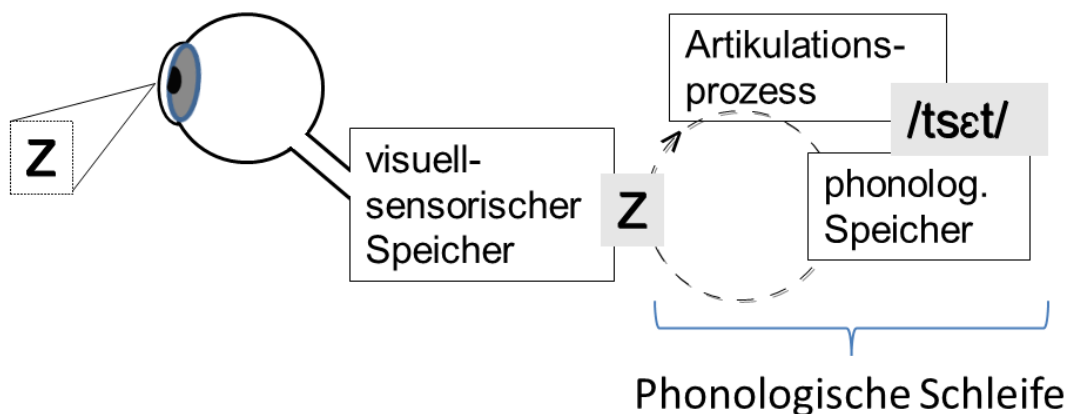 Z
visuell-
sensorischer
Speicher
Z
Artikulations-
prozess
/tsɛt/
phonolog.
Speicher
Phonologische Schleife